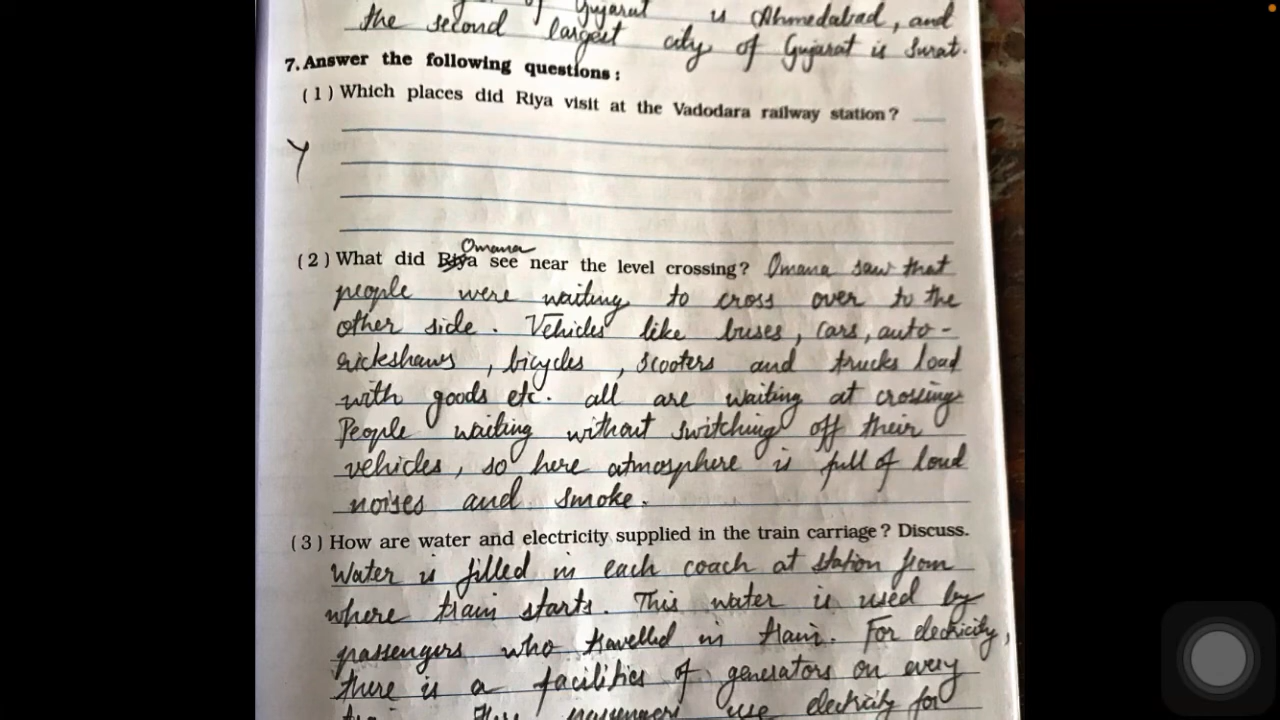 of Gujarat is Ahmedabad, and
the second largest city of Gujarat is Surat.
7. Answer the following questions :
(1) Which places did Riya visit at the Vadodara railway station ?
(2) What did Riya Omana see near the level crossing? Omana saw that
people were waiting to cross over to the
other side. Vehicles like buses, cars, auto-
rickshaws, bicycles, scooters and trucks load
with goods etc. all are waiting at crossing.
People waiting without switching off their
vehicles, so here atmosphere is full of loud
noises and smoke.
(3) How are water and electricity supplied in the train carriage? Discuss.
Water is filled in each coach at station from
where train starts. This water is used by
passengers who travelled in train. For electricity,
there is a facilities of generators on every
passengers use electricity for